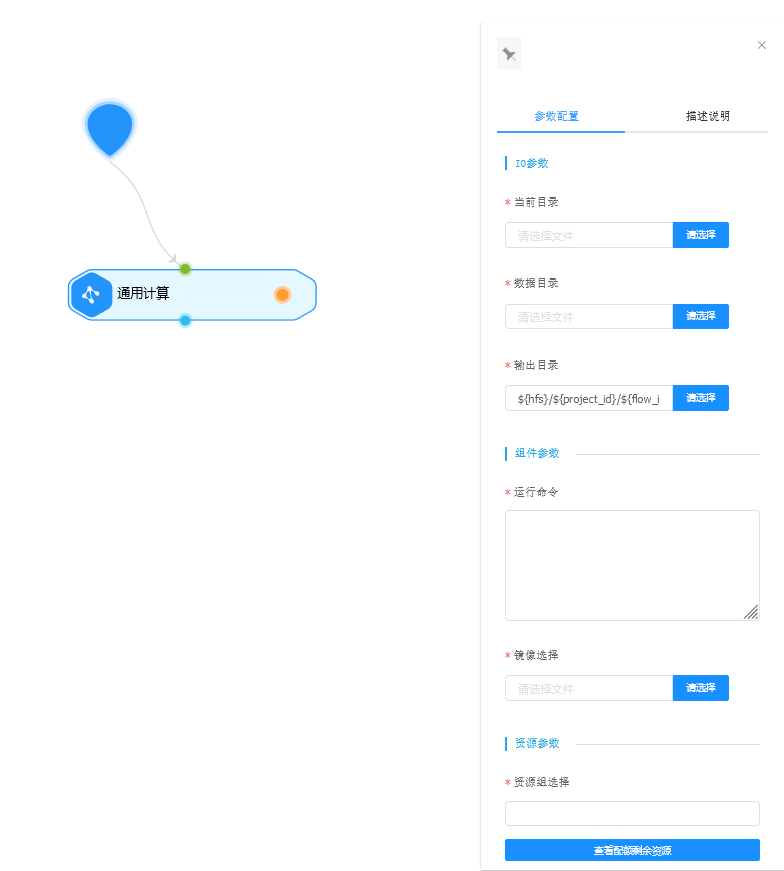 通用计算
参数配置
描述说明
IO参数
* 当前目录
请选择文件
请选择
* 数据目录
请选择文件
请选择
* 输出目录
${hfs}/${project_id}/${flow_i
请选择
组件参数
* 运行命令
* 镜像选择
请选择文件
请选择
资源参数
* 资源组选择
查看配额剩余资源